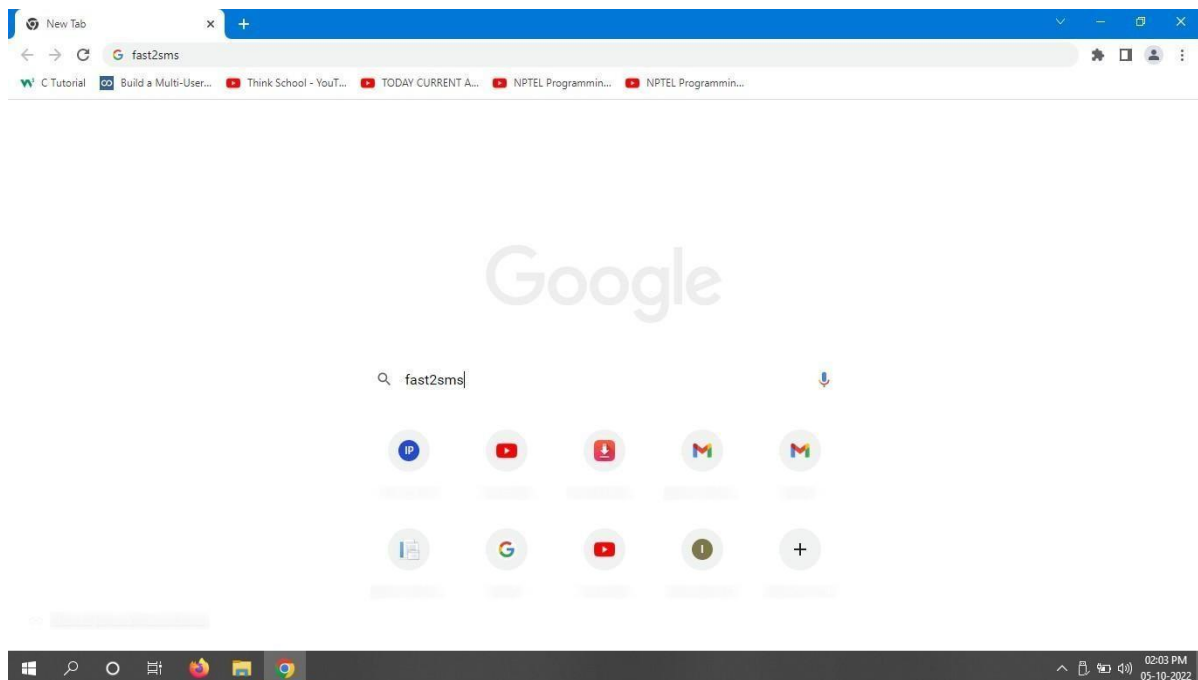 New Tab
fast2sms
C Tutorial Build a Multi-User... Think School - YouT... TODAY CURRENT A... NPTEL Programmin... NPTEL Programmin...
Google
fast2sms
IP
I
02:03 PM
05-10-2022